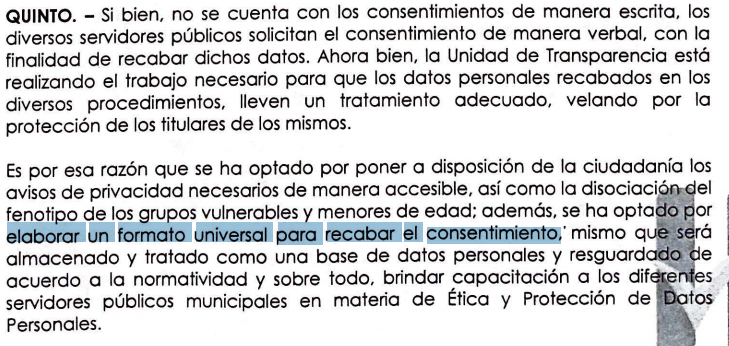 QUINTO. – Si bien, no se cuenta con los consentimientos de manera escrita, los
diversos servidores públicos solicitan el consentimiento de manera verbal, con la
finalidad de recabar dichos datos. Ahora bien, la Unidad de Transparencia está
realizando el trabajo necesario para que los datos personales recabados en los
diversos procedimientos, lleven un tratamiento adecuado, velando por la
protección de los titulares de los mismos.
Es por esa razón que se ha optado por poner a disposición de la ciudadanía los
avisos de privacidad necesarios de manera accesible, así como la disociación del
fenotipo de los grupos vulnerables y menores de edad; además, se ha optado por
elaborar un formato universal para recabar el consentimiento, mismo que será
almacenado y tratado como una base de datos personales y resguardado de
acuerdo a la normatividad y sobre todo, brindar capacitación a los diferentes
servidores públicos municipales en materia de Ética y Protección de Datos
Personales.